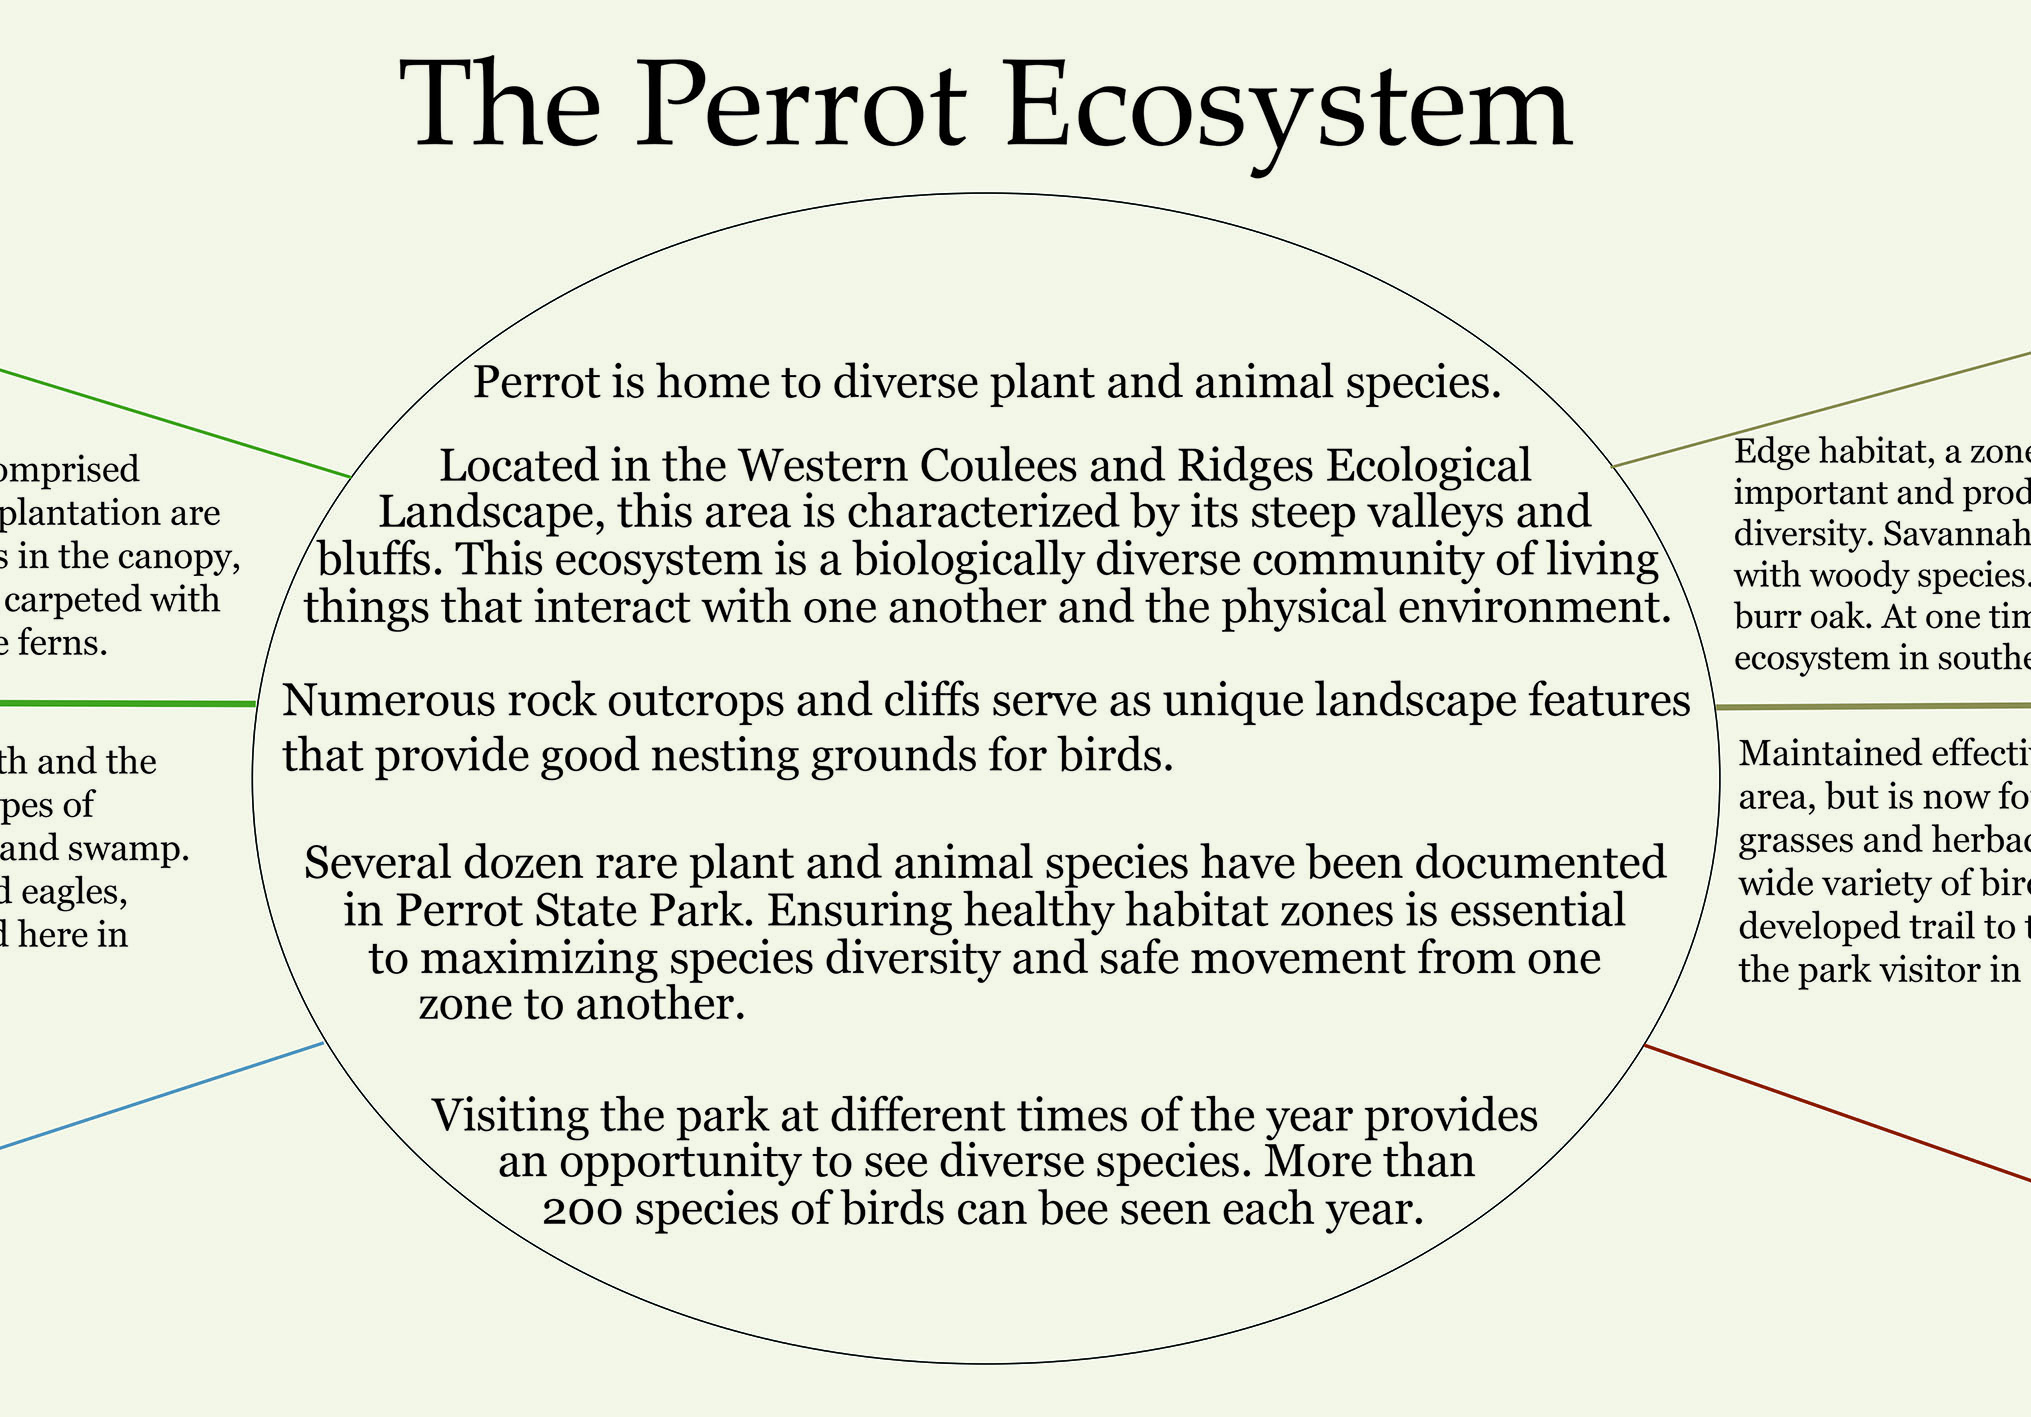 The Perrot Ecosystem
omprised
plantation are
s in the canopy,
carpeted with
e ferns.
th and the
pes of
and swamp.
d eagles,
d here in
Perrot is home to diverse plant and animal species.
Located in the Western Coulees and Ridges Ecological
Landscape, this area is characterized by its steep valleys and
bluffs. This ecosystem is a biologically diverse community of living
things that interact with one another and the physical environment.
Numerous rock outcrops and cliffs serve as unique landscape features
that provide good nesting grounds for birds.
Several dozen rare plant and animal species have been documented
in Perrot State Park. Ensuring healthy habitat zones is essential
to maximizing species diversity and safe movement from one
zone to another.
Visiting the park at different times of the year provides
an opportunity to see diverse species. More than
200 species of birds can bee seen each year.
Edge habitat, a zone
important and prod
diversity. Savannah
with woody species.
burr oak. At one tim
ecosystem in southe
Maintained effecti
area, but is now fo
grasses and herbac
wide variety of bird
developed trail to t
the park visitor in